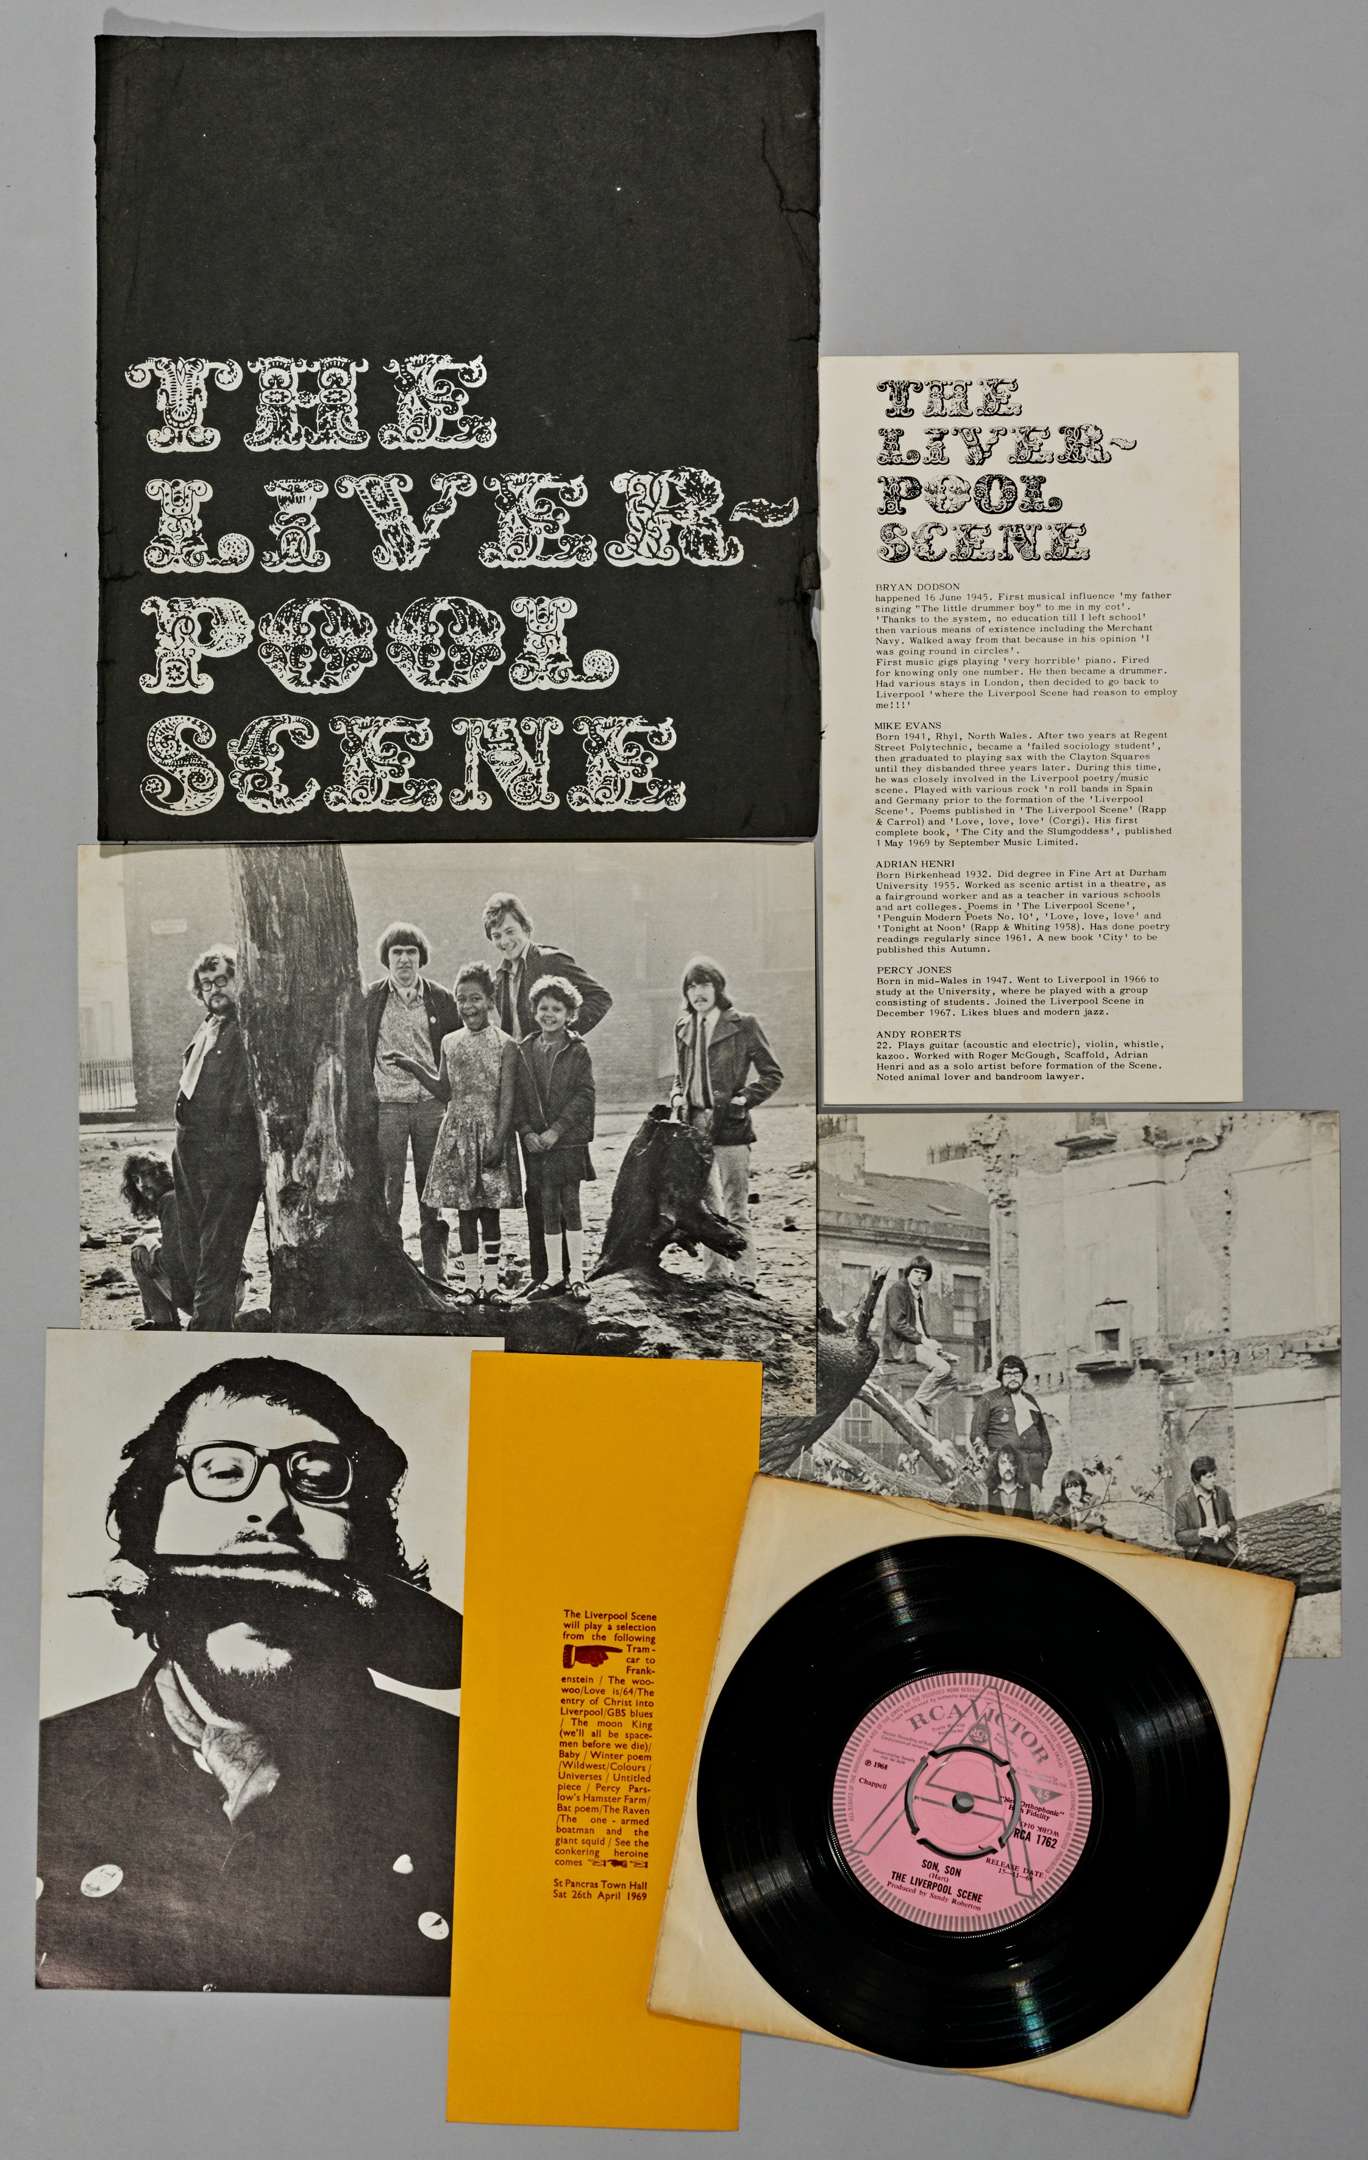 THE
LIVER-
POOL
SCENE
THE
LIVER-
POOL
SCENE
BRYAN DODSON
happened 16 June 1945. First musical influence 'my father
singing "The little drummer boy" to me in my cot'.
'Thanks to the system, no education till I left school'
then various means of existence including the Merchant
Navy. Walked away from that because in his opinion 'I
was going round in circles'.
First music gigs playing 'very horrible' piano. Fired
for knowing only one number. He then became a drummer.
Had various stays in London, then decided to go back to
Liverpool 'where the Liverpool Scene had reason to employ
me!!!'
MIKE EVANS
Born 1941, Rhyl, North Wales. After two years at Regent
Street Polytechnic, became a 'failed sociology student',
then graduated to playing sax with the Clayton Squares
until they disbanded three years later. During this time,
he was closely involved in the Liverpool poetry/music
scene. Played with various rock 'n roll bands in Spain
and Germany prior to the formation of the 'Liverpool
Scene'. Poems published in 'The Liverpool Scene' (Rapp
& Carrol) and 'Love, love, love' (Corgi). His first
complete book, 'The City and the Slumgoddess', published
1 May 1969 by September Music Limited.
ADRIAN HENRI
Born Birkenhead 1932. Did degree in Fine Art at Durham
University 1955. Worked as scenic artist in a theatre, as
a fairground worker and as a teacher in various schools
and art colleges. Poems in 'The Liverpool Scene',
'Penguin Modern Poets No. 10', 'Love, love, love' and
'Tonight at Noon' (Rapp & Whiting 1958). Has done poetry
readings regularly since 1961. A new book 'City' to be
published this Autumn.
PERCY JONES
Born in mid-Wales in 1947. Went to Liverpool in 1966 to
study at the University, where he played with a group
consisting of students. Joined the Liverpool Scene in
December 1967. Likes blues and modern jazz.
ANDY ROBERTS
22. Plays guitar (acoustic and electric), violin, whistle,
kazoo. Worked with Roger McGough, Scaffold, Adrian
Henri and as a solo artist before formation of the Scene.
Noted animal lover and bandroom lawyer.
The Liverpool Scene
will play a selection
from the following
Tram-
car to
Frank-
enstein / The woo-
woo/Love is/64/The
entry of Christ into
Liverpool/GBS blues
/ The moon King
(we'll all be space-
men before we die)/
Baby / Winter poem
/Wildwest/Colours/
Universes / Untitled
piece / Percy Pars-
low's Hamster Farm/
Bat poem/The Raven
/The one - armed
boatman and the
giant squid / See the
conkering heroine
comes
St Pancras Town Hall
Sat 26th April 1969
RCA VICTOR
RCA
℗ 1968
Chappell
45
"New Orthophonic"
High Fidelity
RCA 1762
RELEASE DATE:
15-11-68
SON, SON
(Hart)
THE LIVERPOOL SCENE
Produced by Sandy Roberton